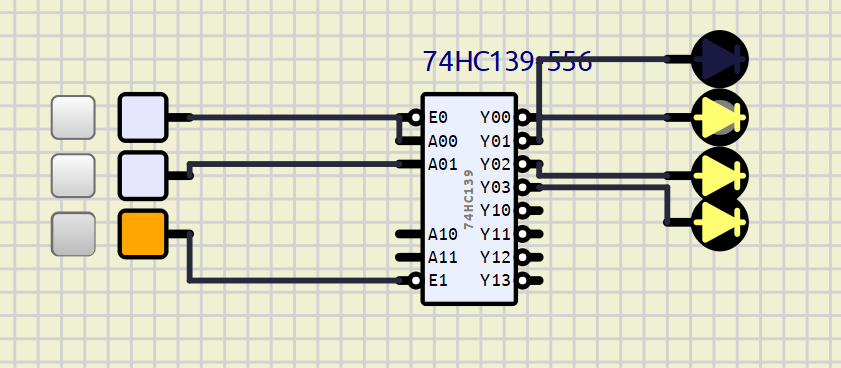 74HC139-556
E0 Y00
A00 Y01
A01 Y02
Y03
74HC139
Y10
A10 Y11
A11 Y12
E1 Y13